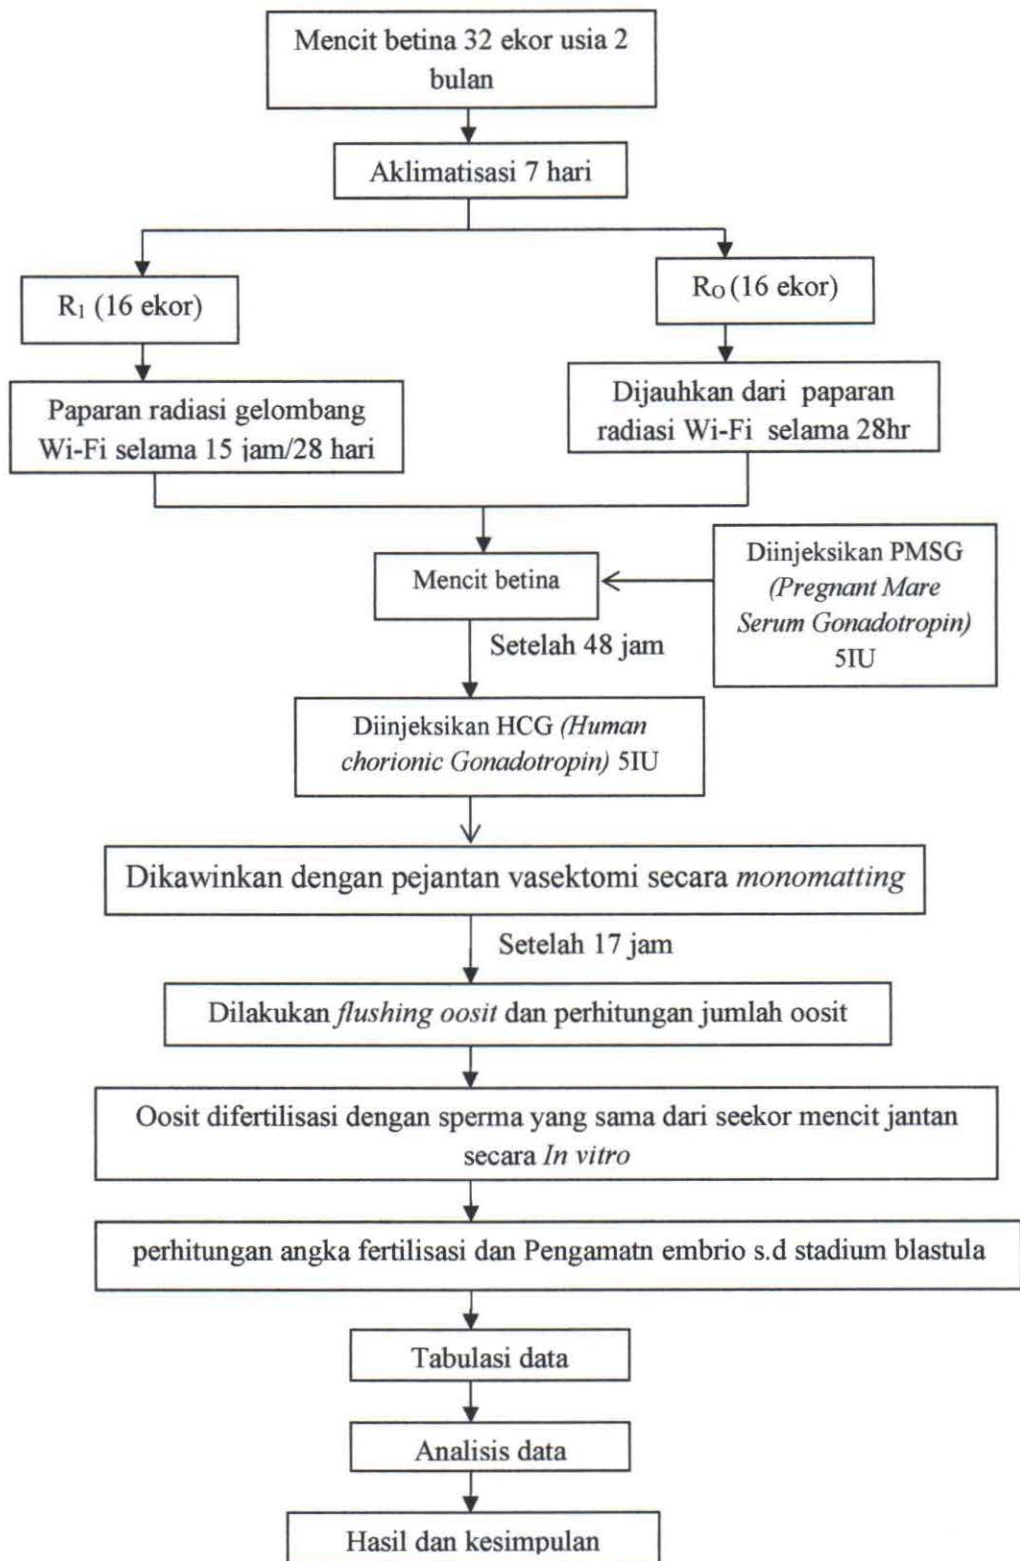 Mencit betina 32 ekor usia 2
bulan
Aklimatisasi 7 hari
R1 (16 ekor)
RO (16 ekor)
Paparan radiasi gelombang
Wi-Fi selama 15 jam/28 hari
Dijauhkan dari paparan
radiasi Wi-Fi selama 28hr
Mencit betina
Diinjeksikan PMSG
(Pregnant Mare
Serum Gonadotropin)
5IU
Setelah 48 jam
Diinjeksikan HCG (Human
chorionic Gonadotropin) 5IU
Dikawinkan dengan pejantan vasektomi secara monomatting
Setelah 17 jam
Dilakukan flushing oosit dan perhitungan jumlah oosit
Oosit difertilisasi dengan sperma yang sama dari seekor mencit jantan
secara In vitro
perhitungan angka fertilisasi dan Pengamatn embrio s.d stadium blastula
Tabulasi data
Analisis data
Hasil dan kesimpulan